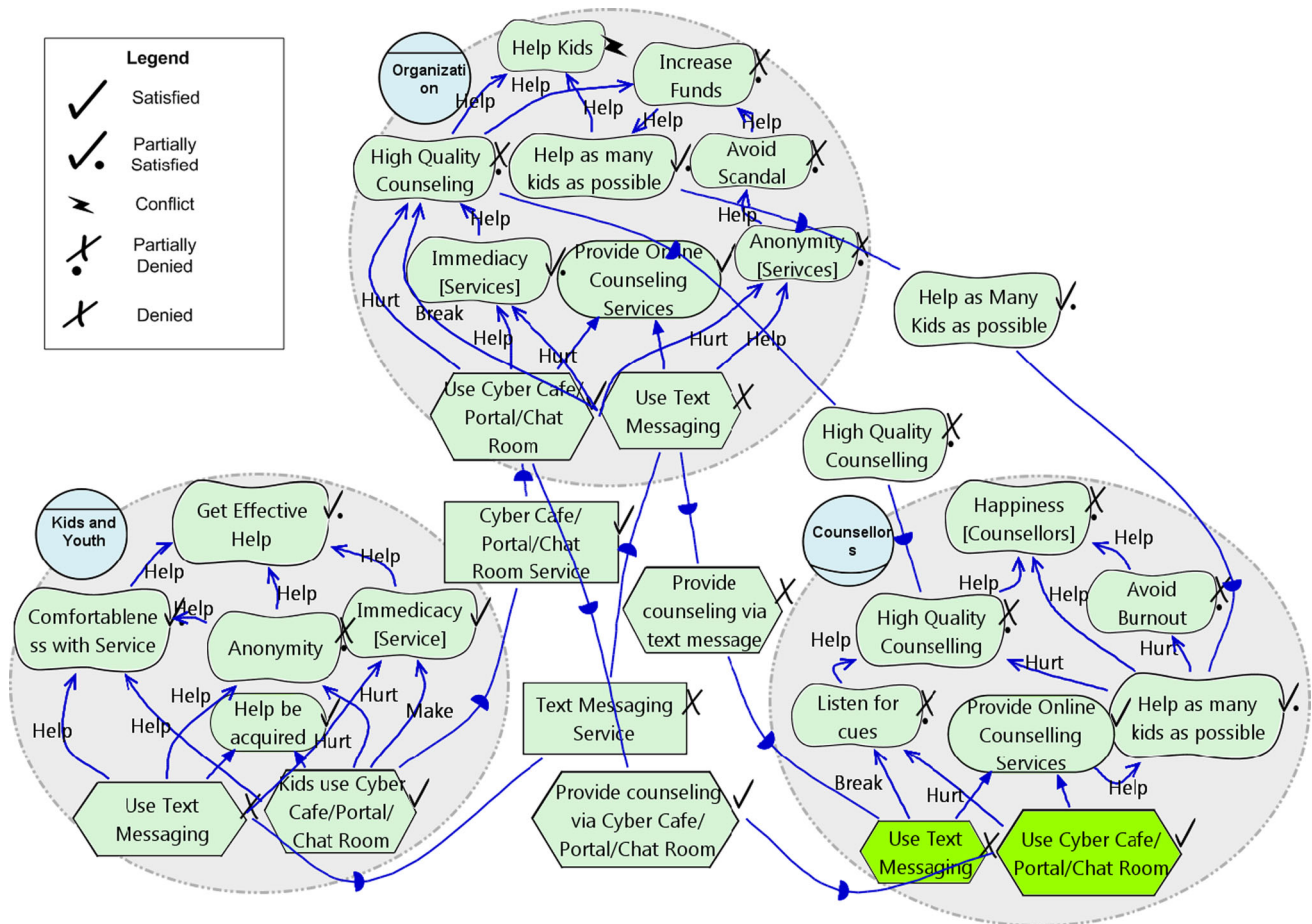 Legend
Satisfied
Partially
Satisfied
Conflict
Partially
Denied
Denied
Organizati
on
Help Kids
Increase
Funds
Help
Help
Help
Help
Help
High Quality
Counseling
Help as many
kids as possible
Avoid
Scandal
Help
Help
Immediacy
[Services]
Provide Online
Counseling
Services
Anonymity
[Serivces]
Hurt
Break
Help
Hurt
Hurt
Help
Use Cyber Cafe/
Portal/Chat
Room
Use Text
Messaging
Help as Many
Kids as possible
High Quality
Counselling
Cyber Cafe/
Portal/Chat
Room Service
Provide
counseling via
text message
Text Messaging
Service
Provide counseling
via Cyber Cafe/
Portal/Chat Room
Kids and
Youth
Get Effective
Help
Help
Help
Help
Help
Comfortablene
ss with Service
Anonymity
Immedicacy
[Service]
Help
Help
Help
Hurt
Make
Hurt
Help be
acquired
Use Text
Messaging
Kids use Cyber
Cafe/Portal/
Chat Room
Counsellor
s
Happiness
[Counsellors]
Help
Help
Help
Avoid
Burnout
High Quality
Counselling
Help
Hurt
Hurt
Listen for
cues
Provide Online
Counselling
Services
Help as many
kids as possible
Break
Hurt
Help
Use Text
Messaging
Use Cyber Cafe/
Portal/Chat Room